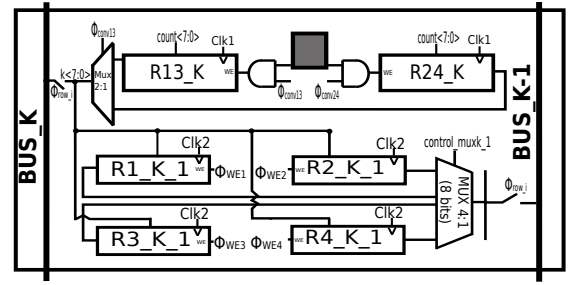 ϕconv13
count<7:0>
Clk1
count<7:0>
Clk1
k<7:0>
Mux
2:1
R13_K
WE
WE
R24_K
ϕrow_i
ϕconv13
ϕconv24
BUS_K
BUS_K-1
Clk2
Clk2
control_muxk_1
R1_K_1
WE
ϕWE1
ϕWE2
WE
R2_K_1
MUX 4:1
(8 bits)
ϕrow_i
Clk2
Clk2
R3_K_1
WE
ϕWE3
ϕWE4
WE
R4_K_1